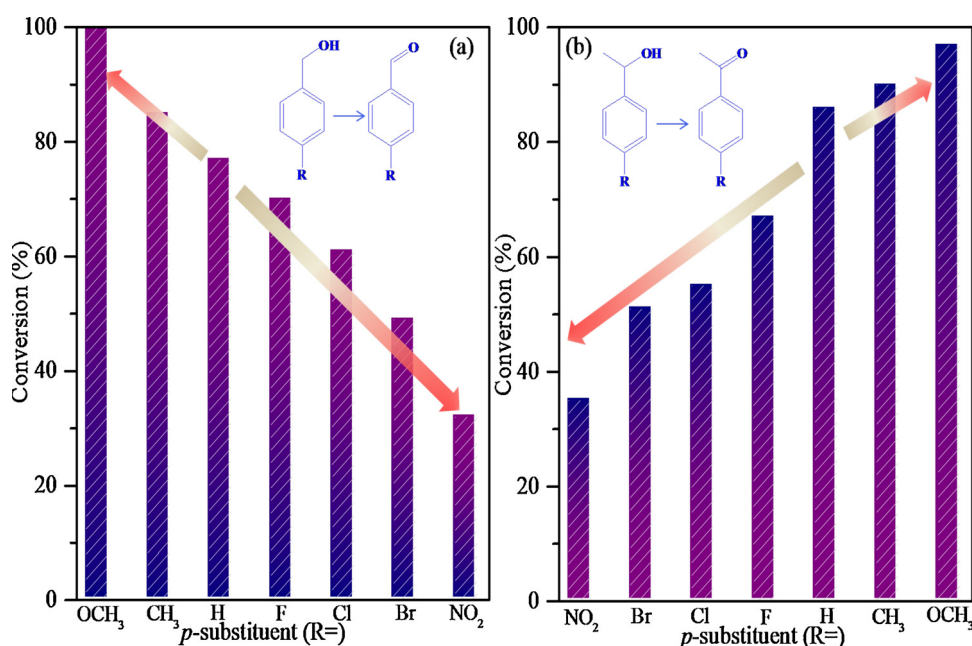 (a)
OH
O
R
R
Conversion (%)
100
80
60
40
20
0
OCH₃ CH₃ H F Cl Br NO₂
p-substituent (R=)
(b)
OH
O
R
R
Conversion (%)
100
80
60
40
20
0
NO₂ Br Cl F H CH₃ OCH₃
p-substituent (R=)